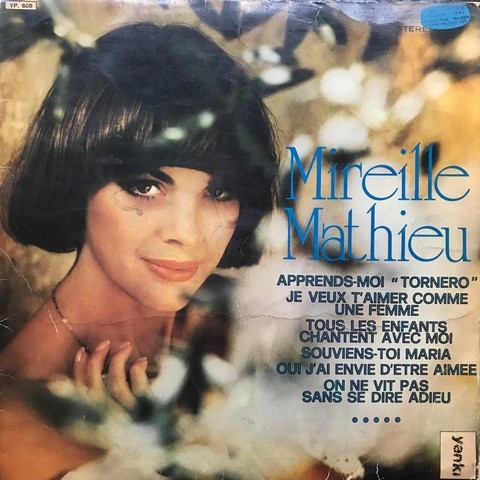 YP. 608
STEREO
Mireille
Mathieu
APPRENDS-MOI "TORNERO"
JE VEUX T'AIMER COMME
UNE FEMME
TOUS LES ENFANTS
CHANTENT AVEC MOI
SOUVIENS-TOI MARIA
OUI J'AI ENVIE D'ETRE AIMEE
ON NE VIT PAS
SANS SE DIRE ADIEU
.....
yanki